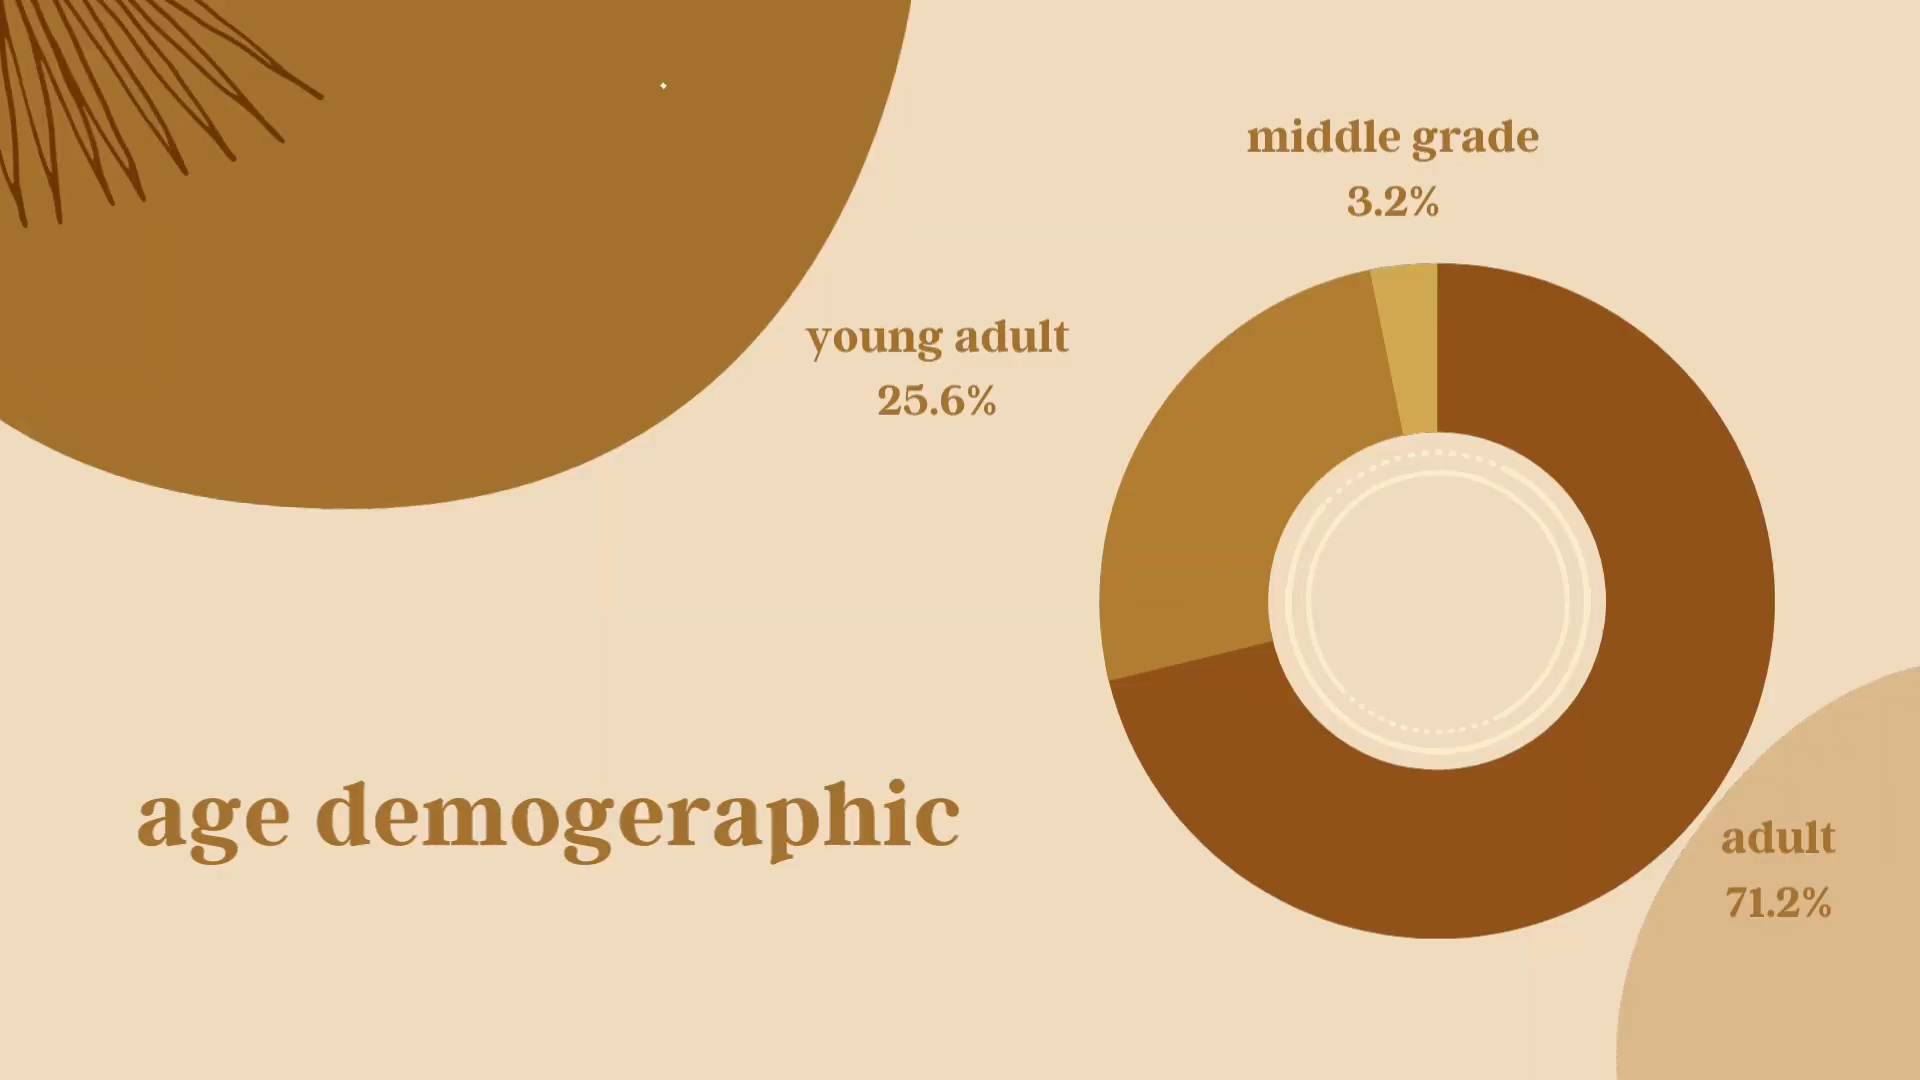 middle grade
3.2%
young adult
25.6%
age demogeraphic
adult
71.2%